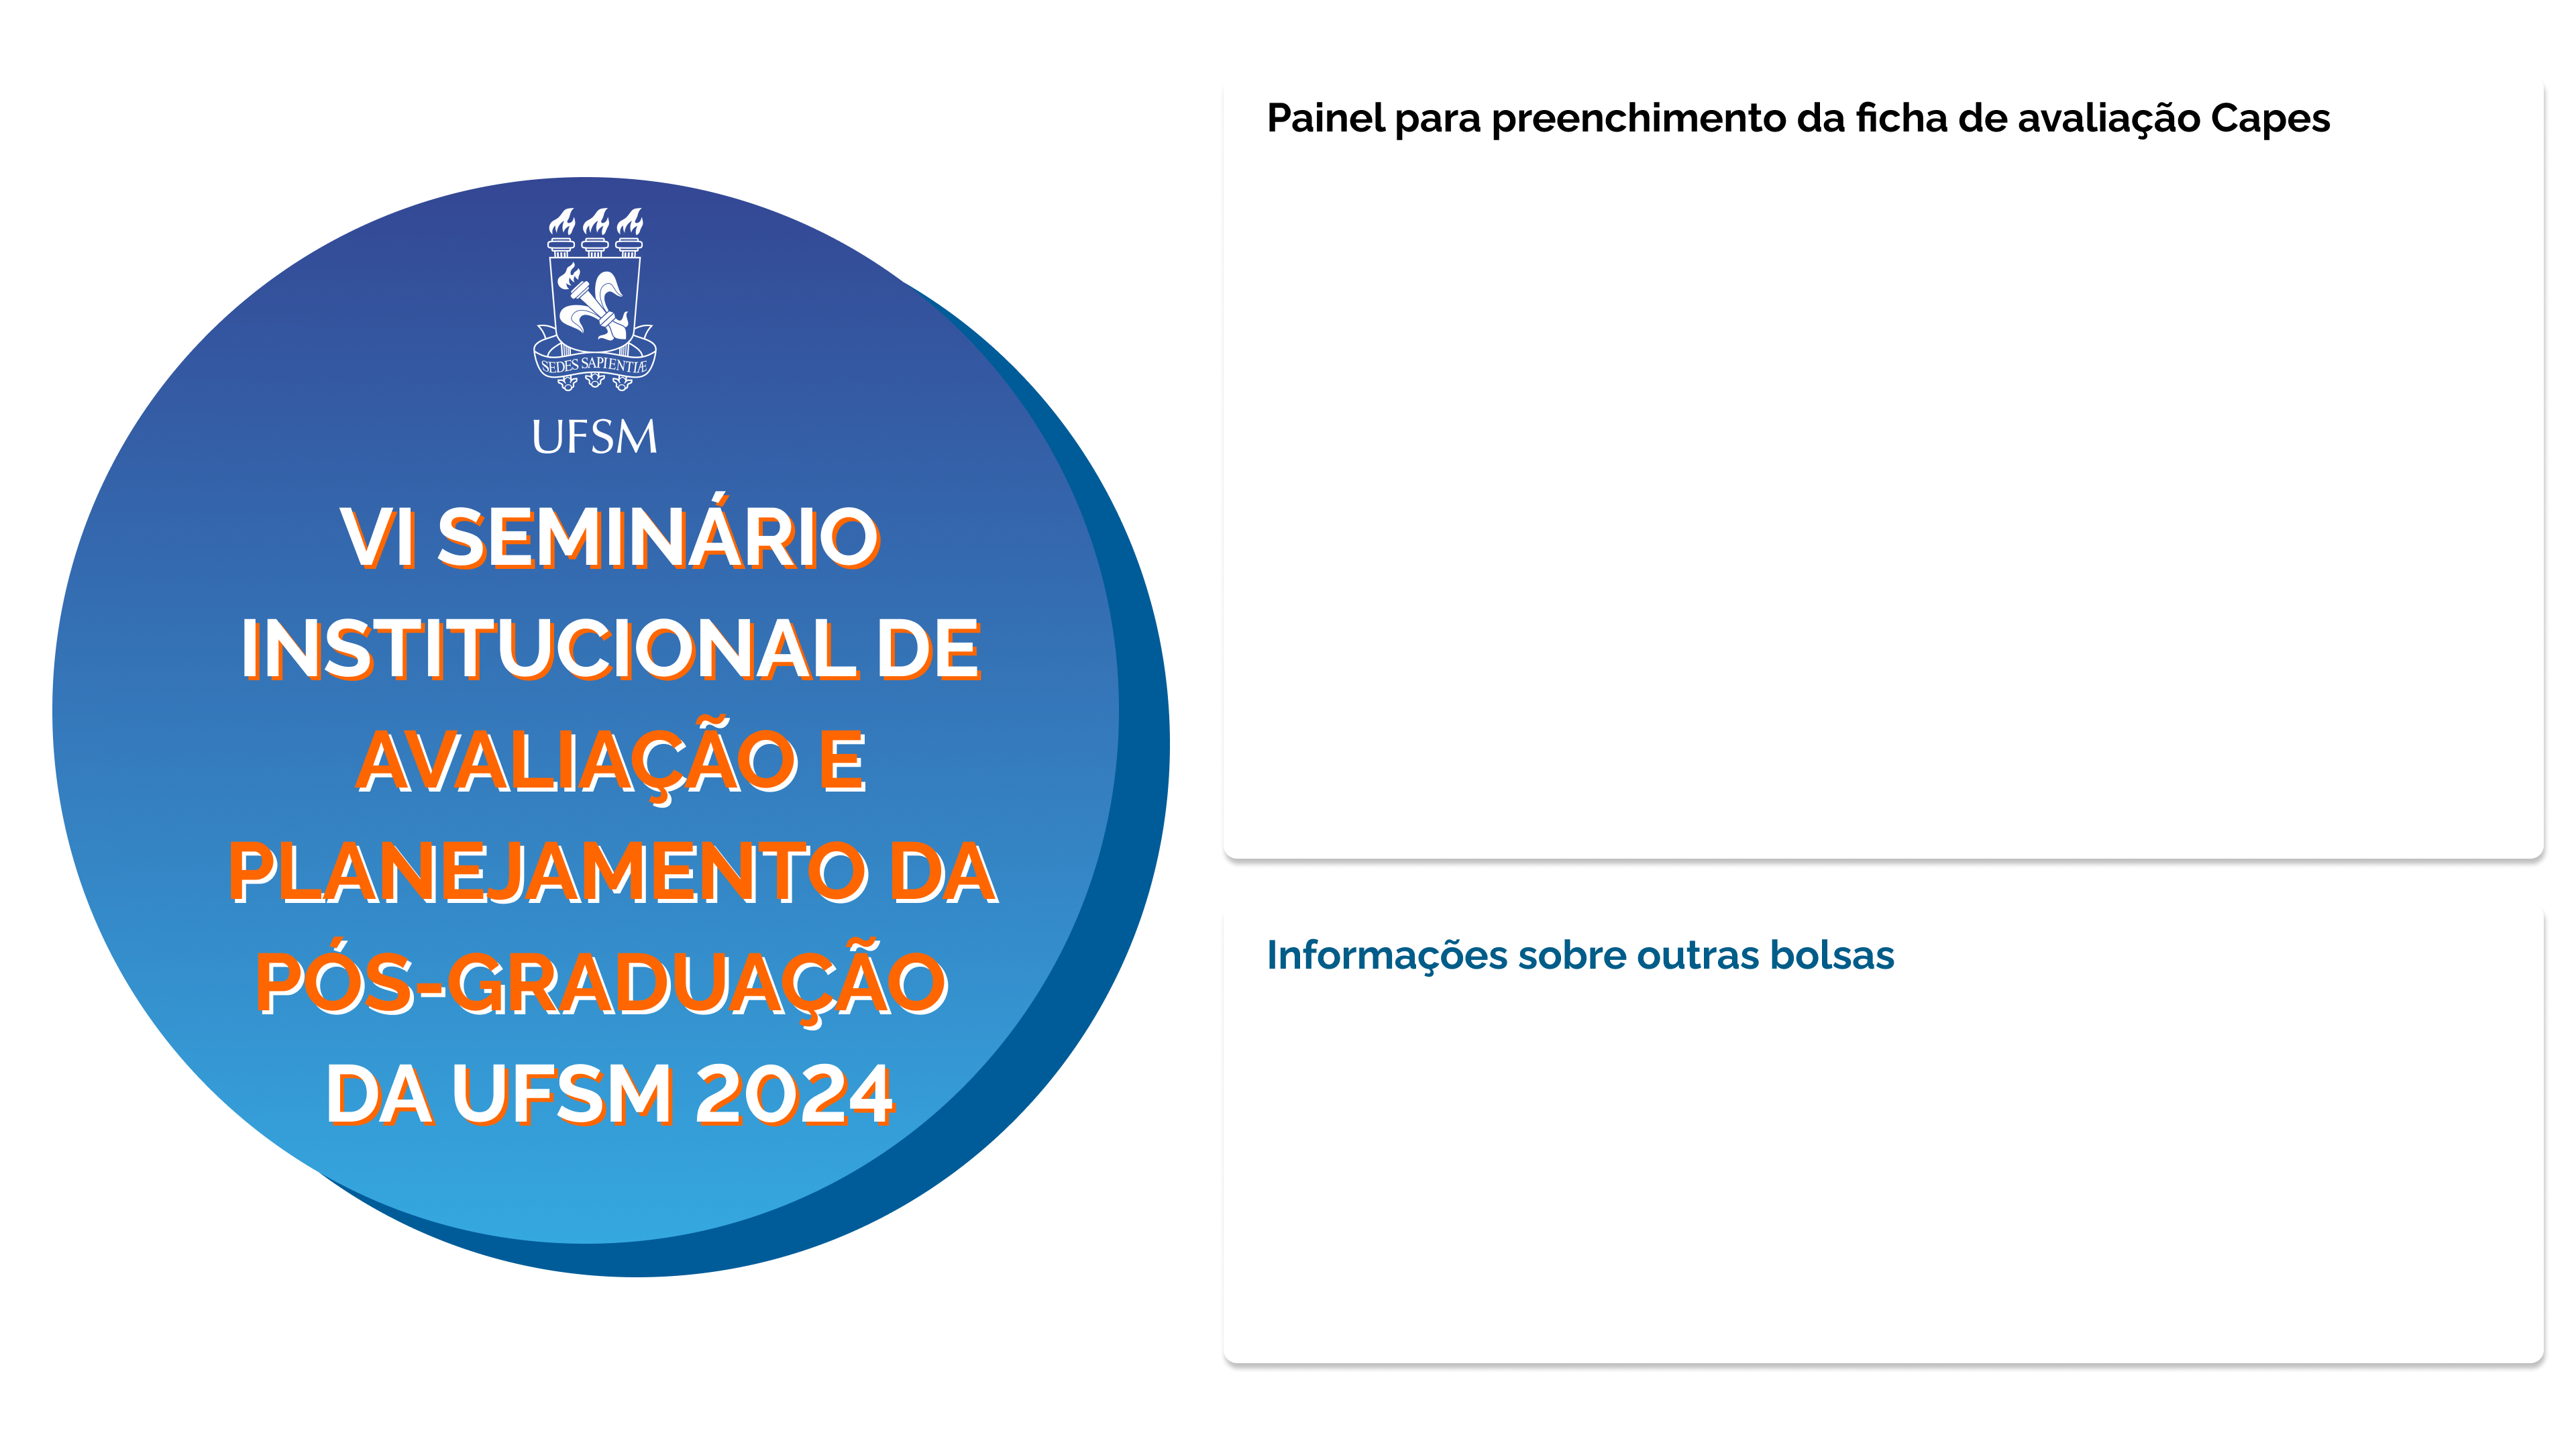 SEDES SAPIENTIÆ
UFSM
VI SEMINÁRIO
INSTITUCIONAL DE
AVALIAÇÃO E
PLANEJAMENTO DA
PÓS-GRADUAÇÃO
DA UFSM 2024
Painel para preenchimento da ficha de avaliação Capes
Informações sobre outras bolsas